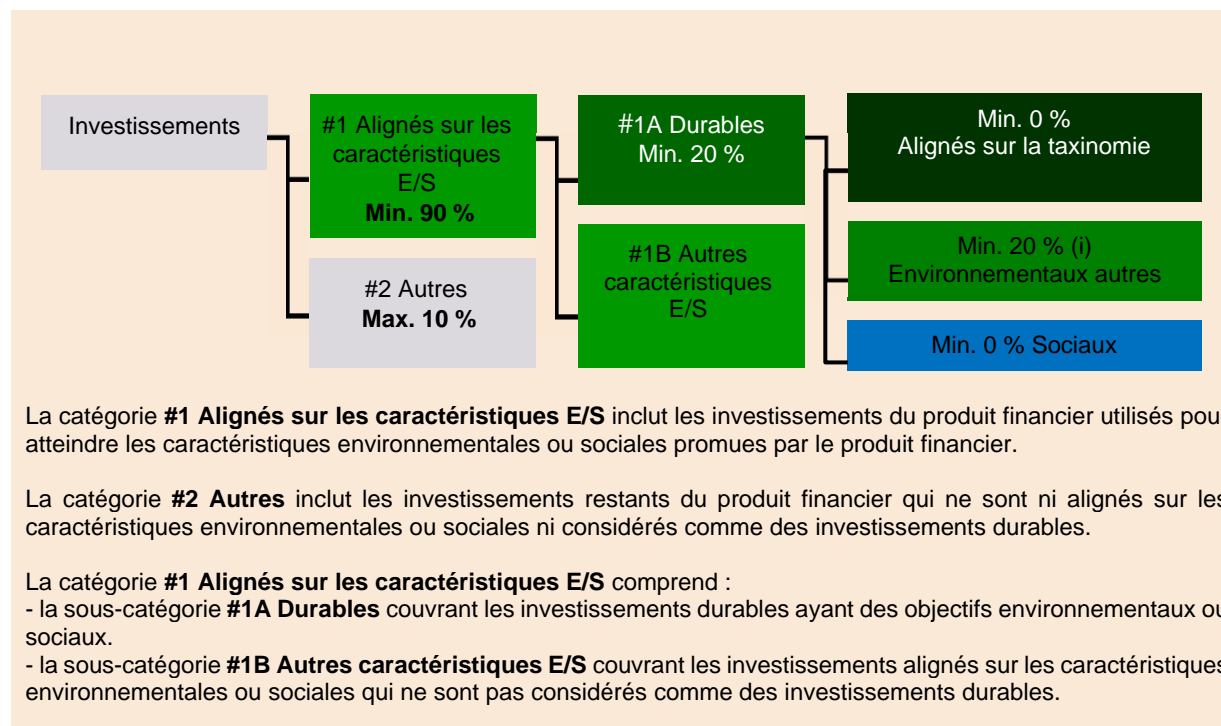 Investissements
#1 Alignés sur les
caractéristiques
E/S
Min. 90 %
#2 Autres
Max. 10 %
#1A Durables
Min. 20 %
#1B Autres
caractéristiques
E/S
Min. 0 %
Alignés sur la taxinomie
Min. 20 % (i)
Environnementaux autres
Min. 0 % Sociaux
La catégorie #1 Alignés sur les caractéristiques E/S inclut les investissements du produit financier utilisés pou
atteindre les caractéristiques environnementales ou sociales promues par le produit financier.
La catégorie #2 Autres inclut les investissements restants du produit financier qui ne sont ni alignés sur les
caractéristiques environnementales ou sociales ni considérés comme des investissements durables.
La catégorie #1 Alignés sur les caractéristiques E/S comprend :
- la sous-catégorie #1A Durables couvrant les investissements durables ayant des objectifs environnementaux ou
sociaux.
- la sous-catégorie #1B Autres caractéristiques E/S couvrant les investissements alignés sur les caractéristiques
environnementales ou sociales qui ne sont pas considérés comme des investissements durables.